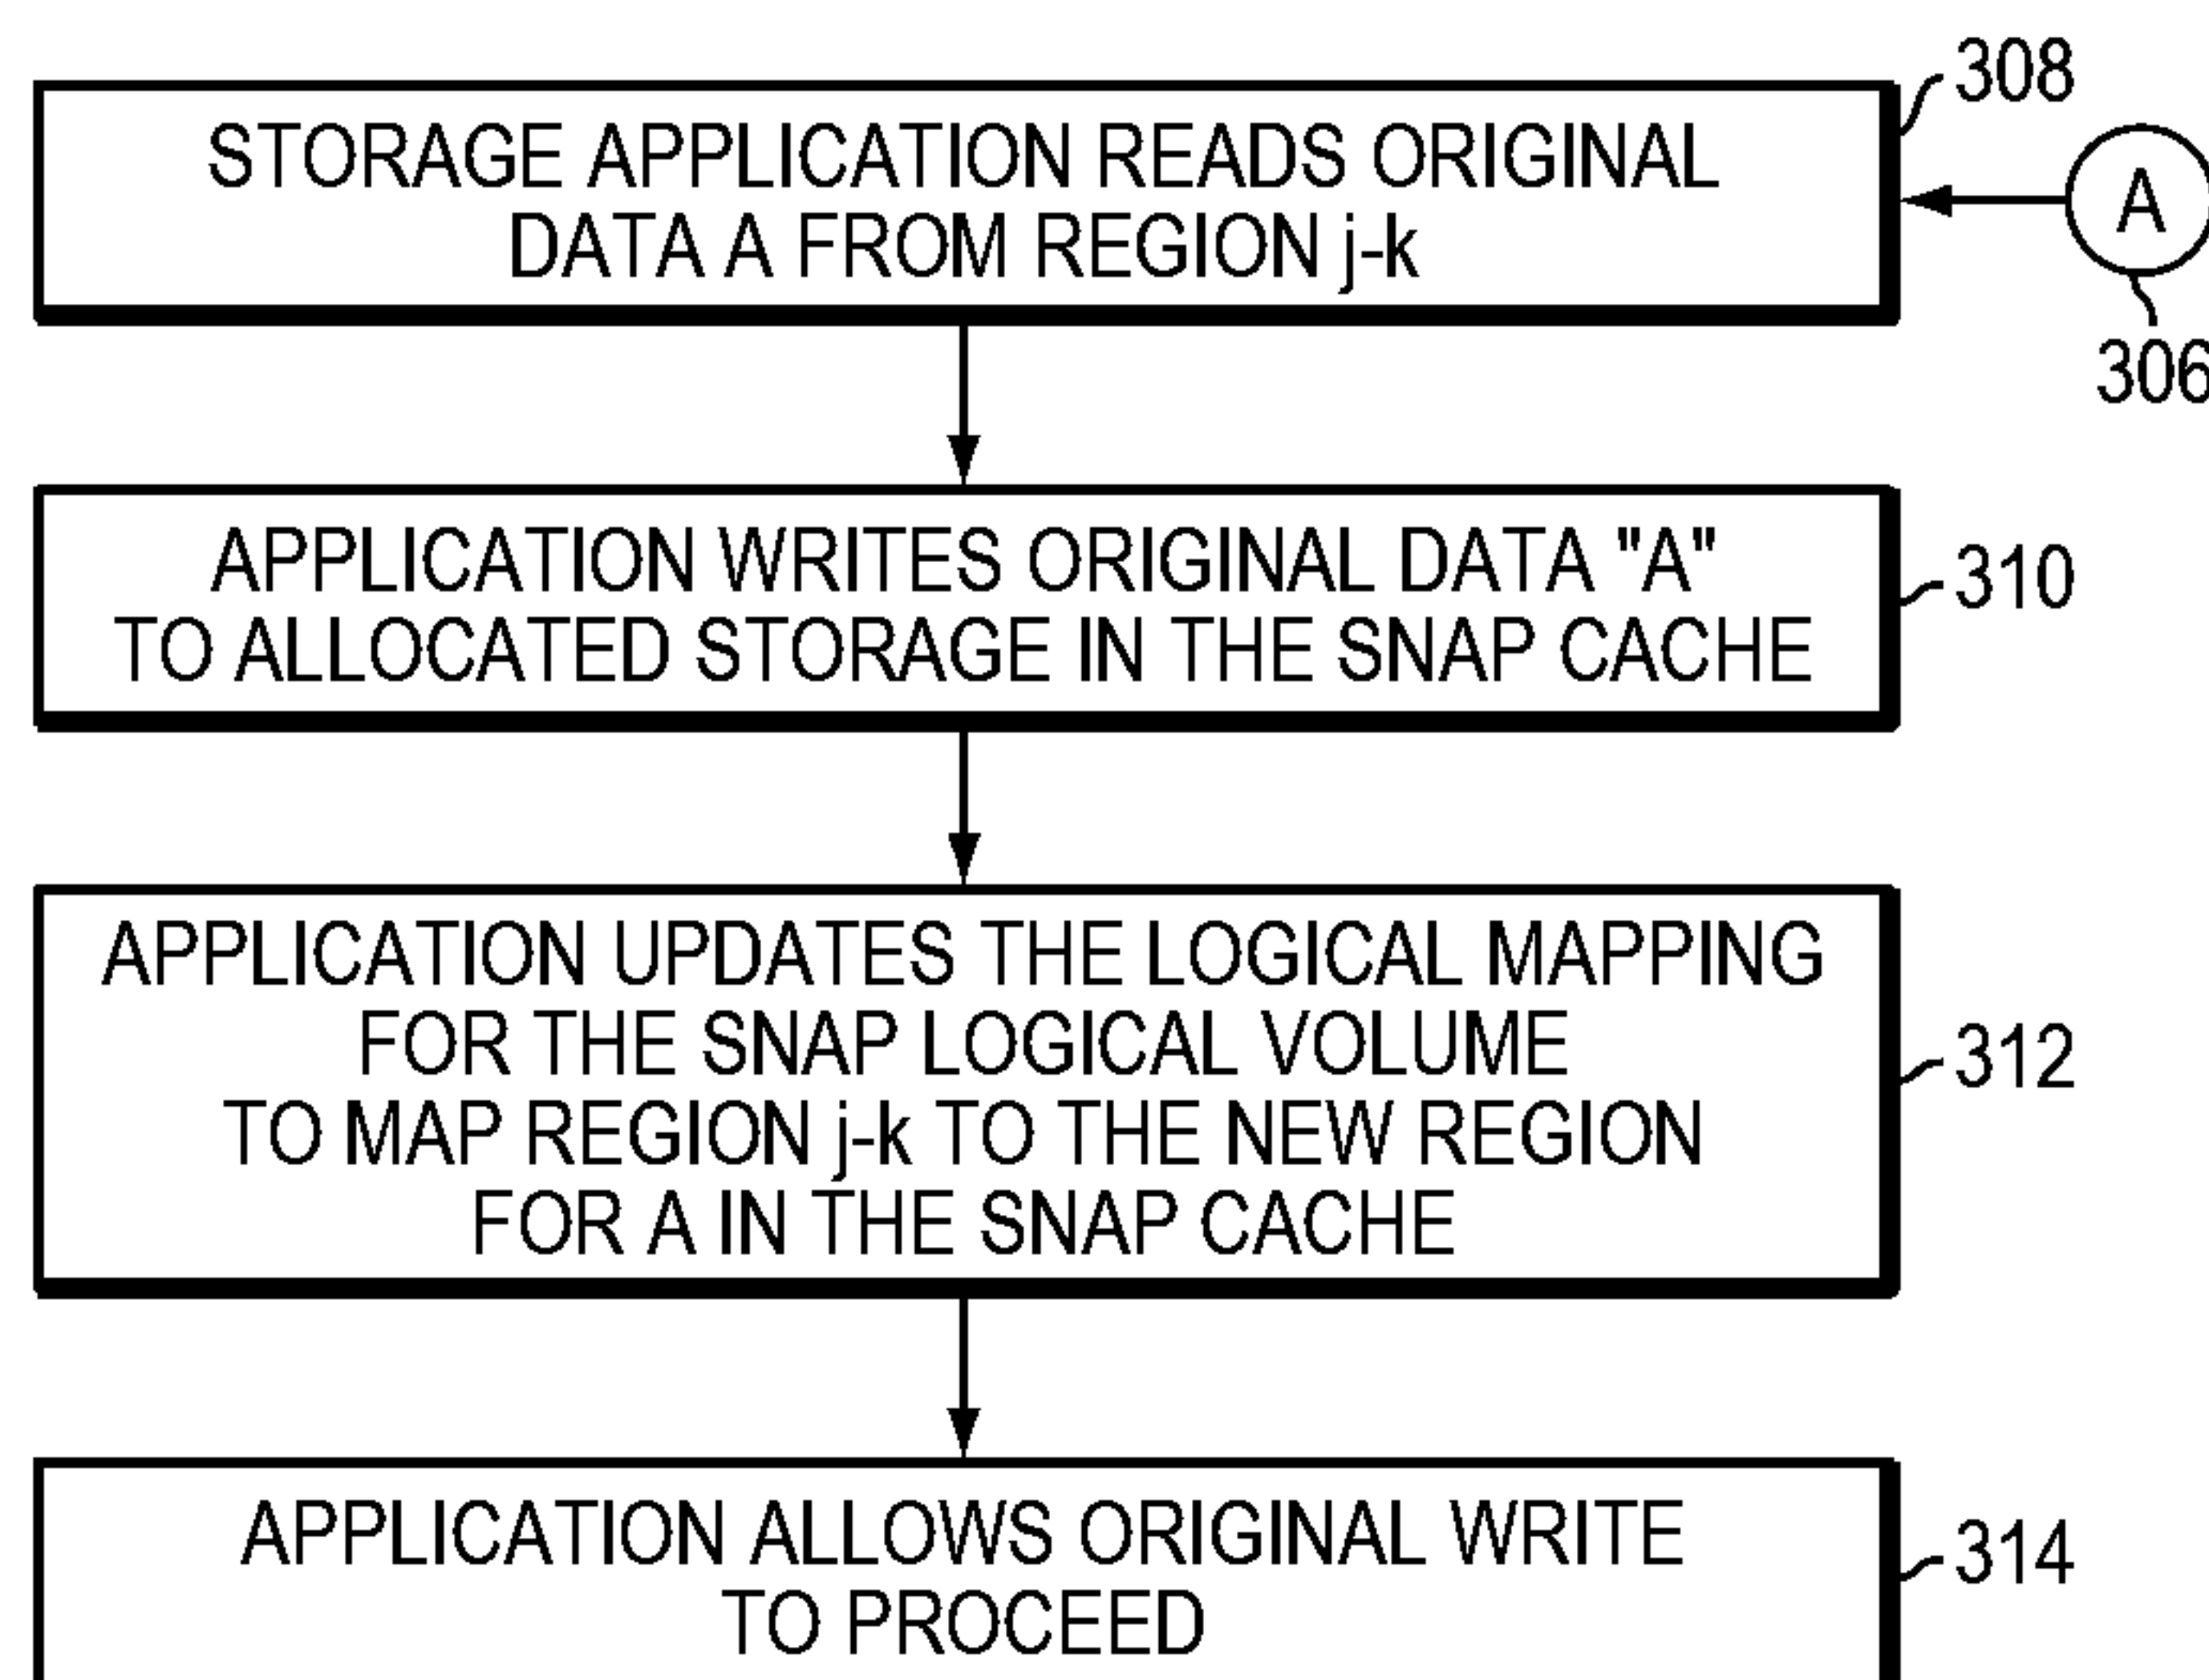 308
STORAGE APPLICATION READS ORIGINAL
DATA A FROM REGION j-k
A
306
APPLICATION WRITES ORIGINAL DATA "A"
TO ALLOCATED STORAGE IN THE SNAP CACHE
310
APPLICATION UPDATES THE LOGICAL MAPPING
FOR THE SNAP LOGICAL VOLUME
TO MAP REGION j-k TO THE NEW REGION
FOR A IN THE SNAP CACHE
312
APPLICATION ALLOWS ORIGINAL WRITE
TO PROCEED
314